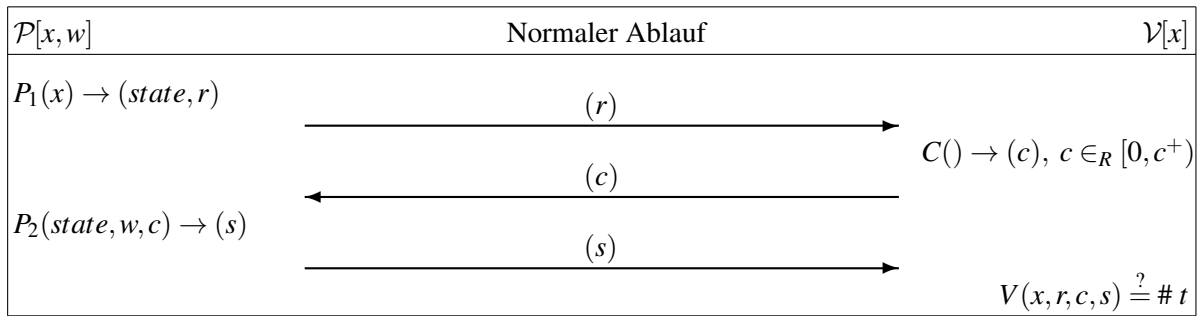 𝒫[x,w] Normaler Ablauf 𝒱[x]
P₁(x) → (state,r)
(r)
C() → (c), c ∈_R [0,c⁺)
(c)
P₂(state,w,c) → (s)
(s)
V(x,r,c,s) ≟ # t